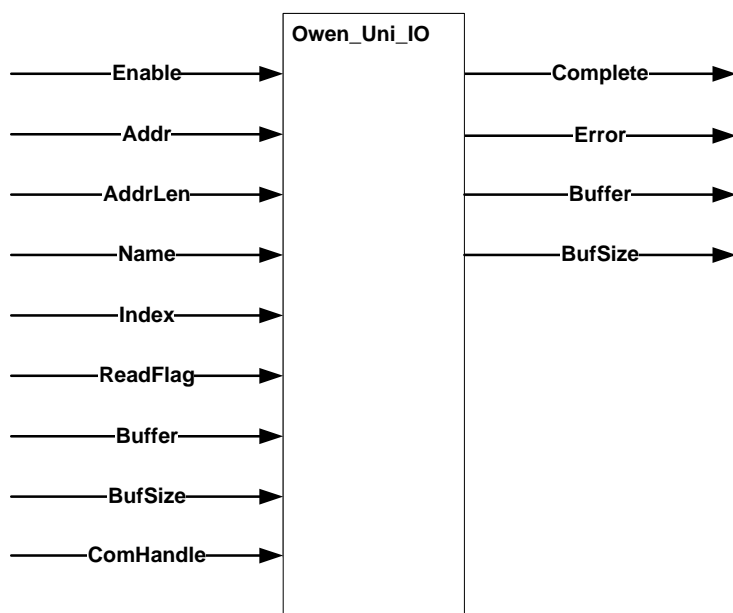 Owen_Uni_IO
Enable
Complete
Addr
Error
AddrLen
Buffer
Name
BufSize
Index
ReadFlag
Buffer
BufSize
ComHandle